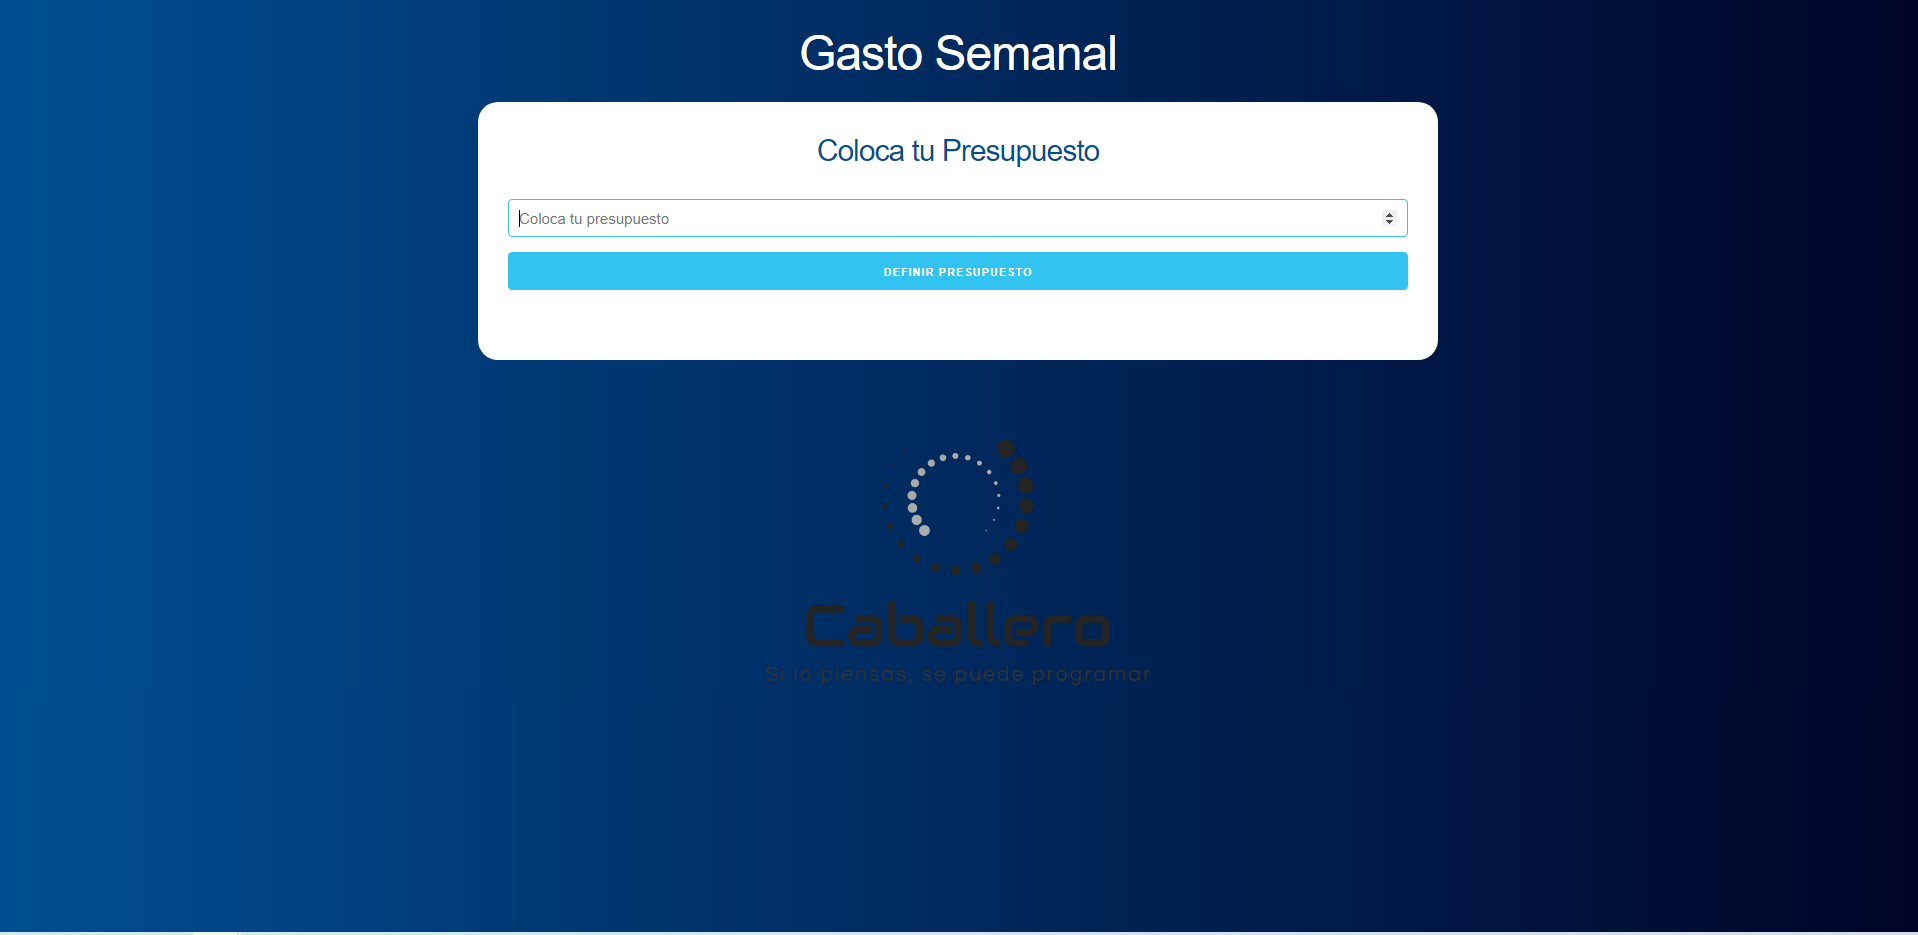 Gasto Semanal
Coloca tu Presupuesto
Coloca tu presupuesto
DEFINIR PRESUPUESTO
Caballero
Si lo piensas, se puede programar